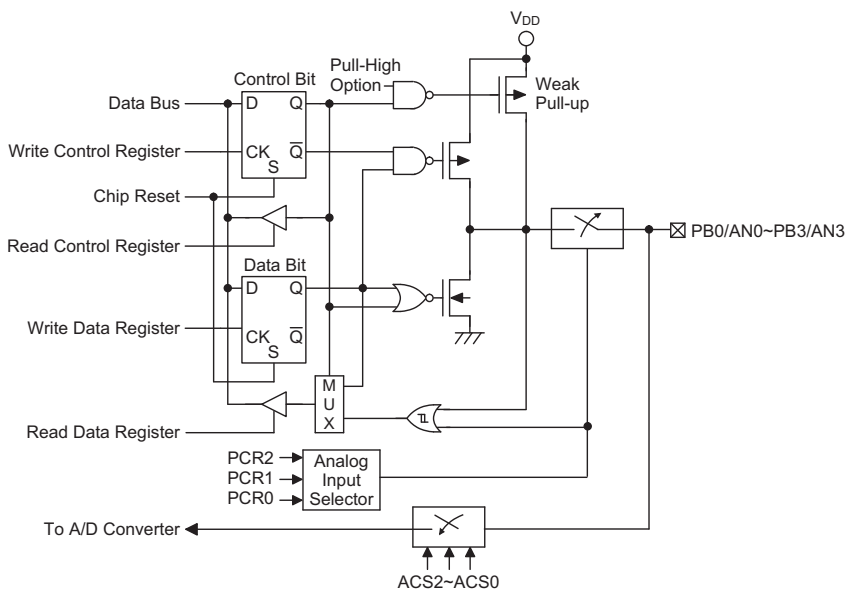 VDD
Control Bit
Pull-High
Option
Weak
Pull-up
Data Bus
D
Q
Write Control Register
CK
Q̅
S
Chip Reset
Read Control Register
PB0/AN0~PB3/AN3
Data Bit
D
Q
Write Data Register
CK
Q̅
S
M
U
X
Read Data Register
PCR2
PCR1
PCR0
Analog
Input
Selector
To A/D Converter
ACS2~ACS0